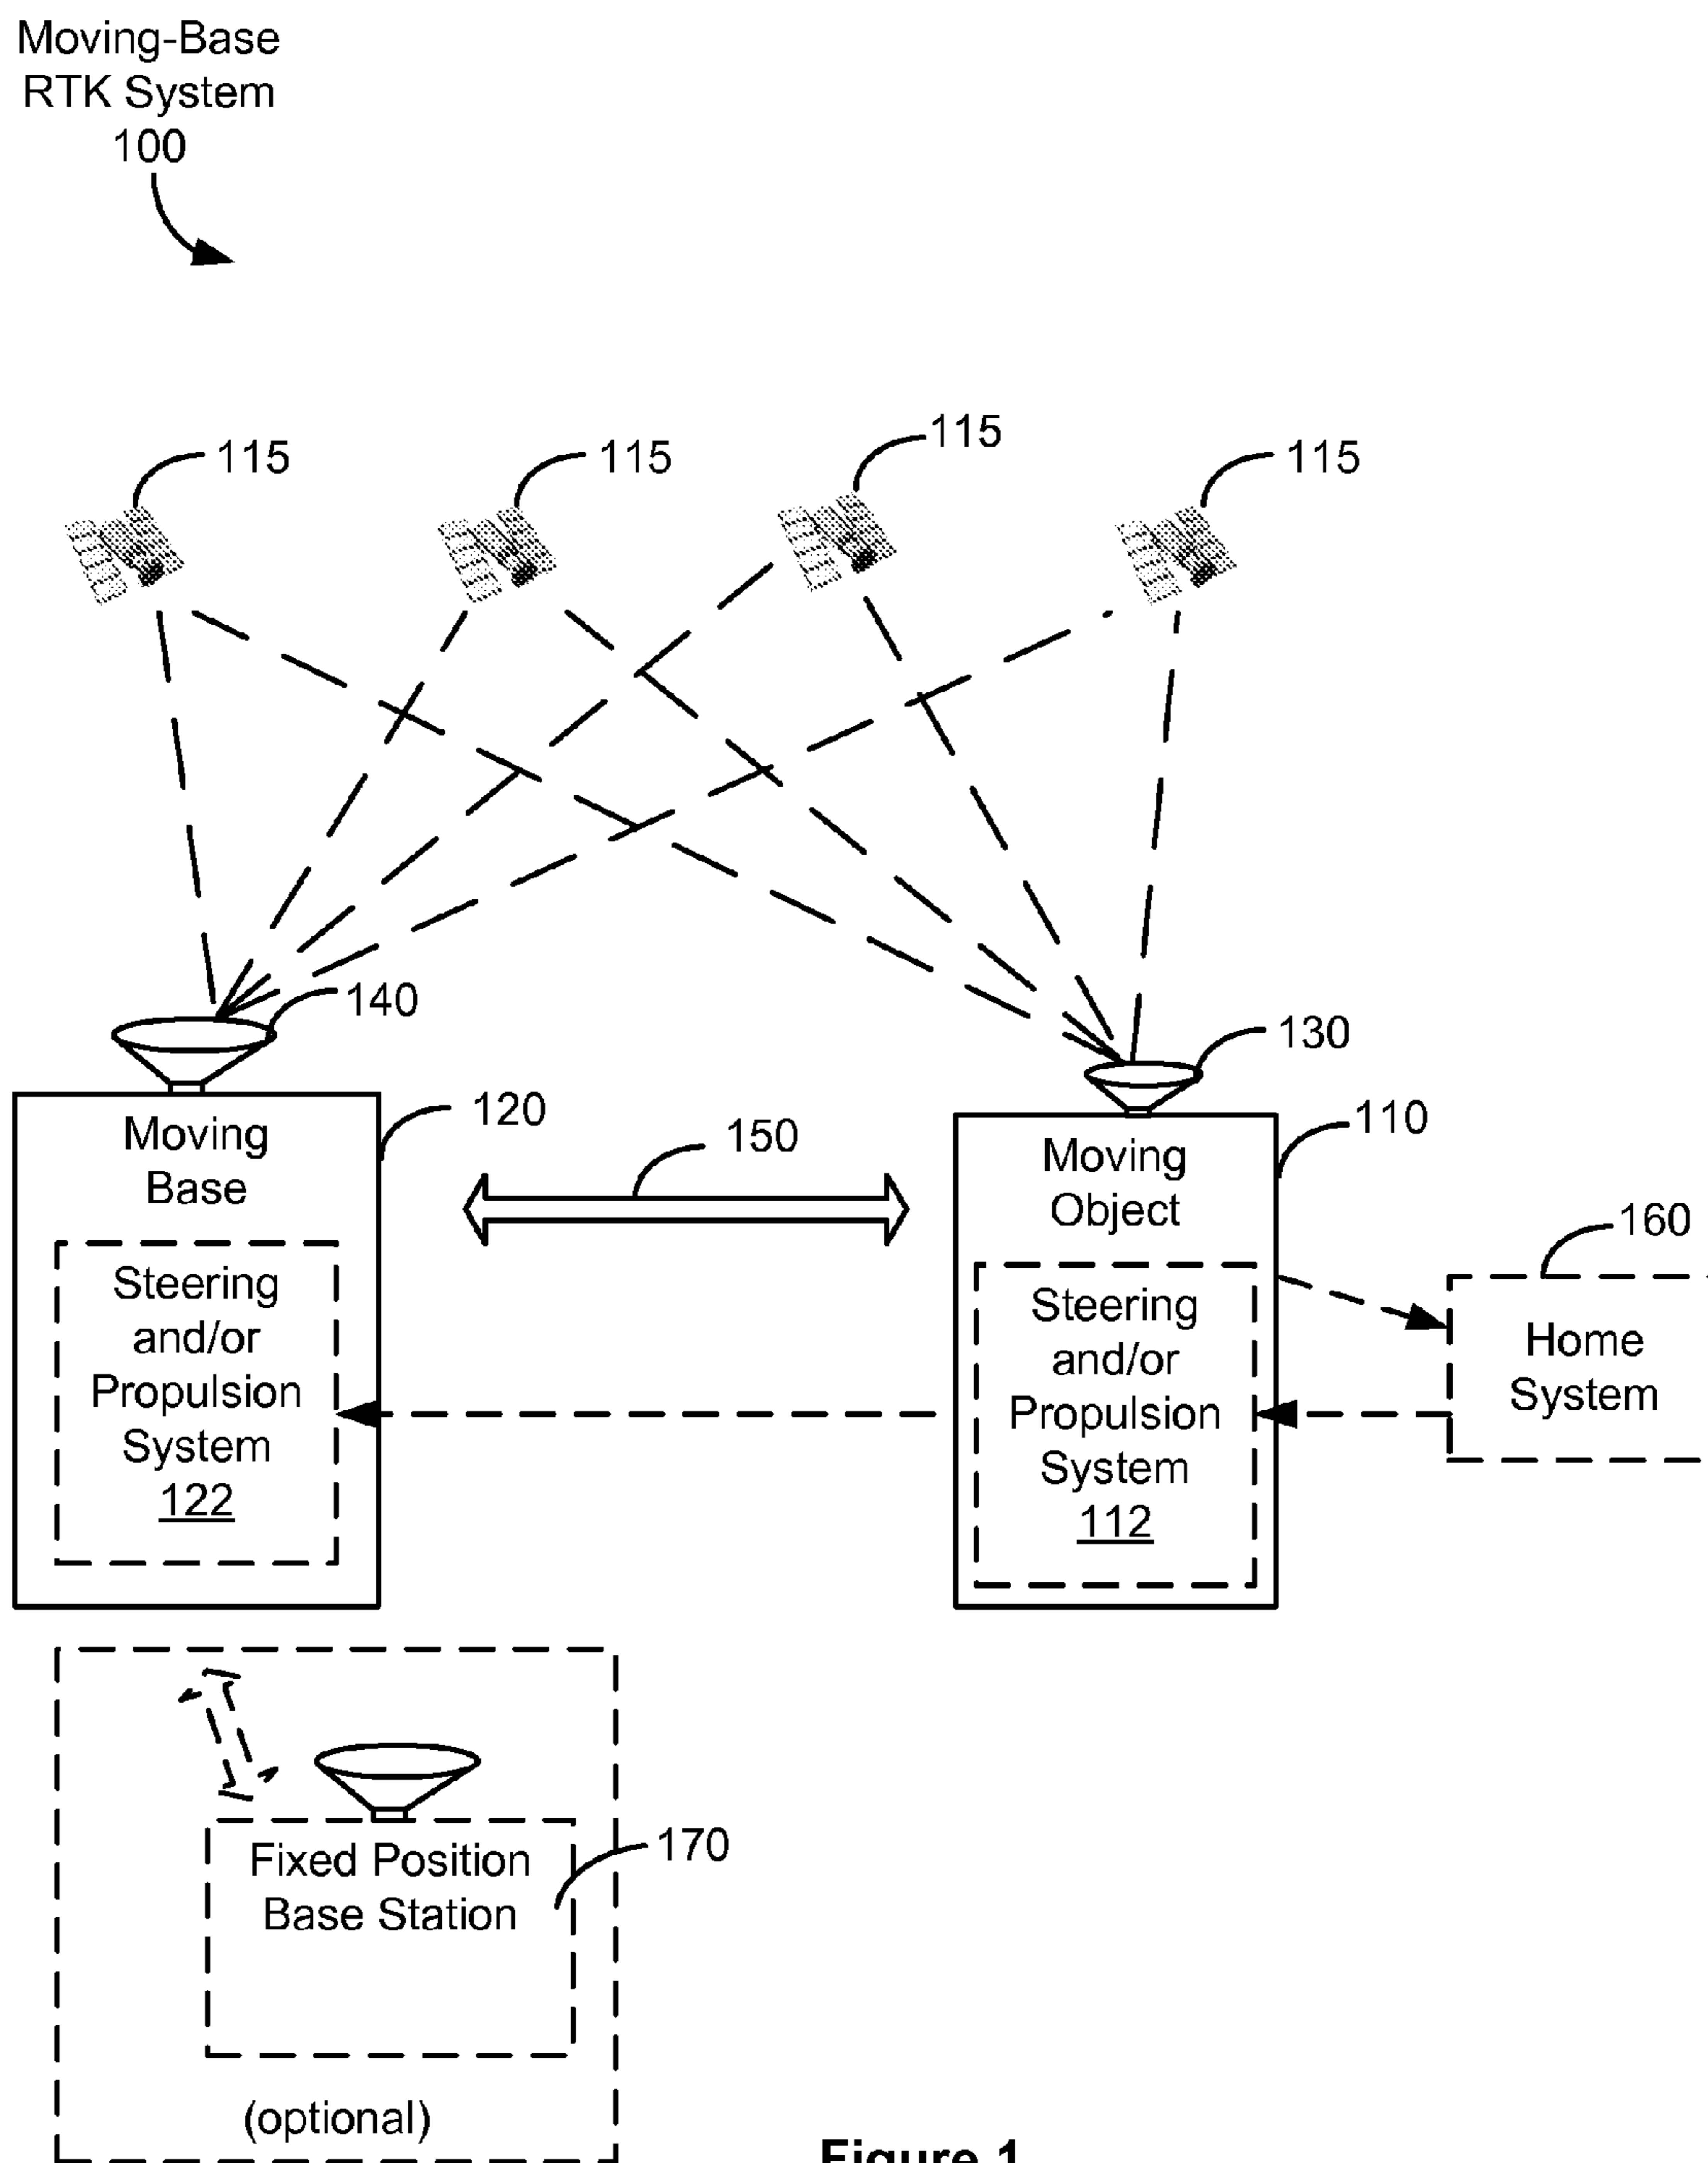 Moving-Base
RTK System
100
115
115
115
115
140
130
120
150
110
Moving
Base
Moving
Object
160
Steering
and/or
Propulsion
System
122
Steering
and/or
Propulsion
System
112
Home
System
170
Fixed Position
Base Station
(optional)
Figure 1